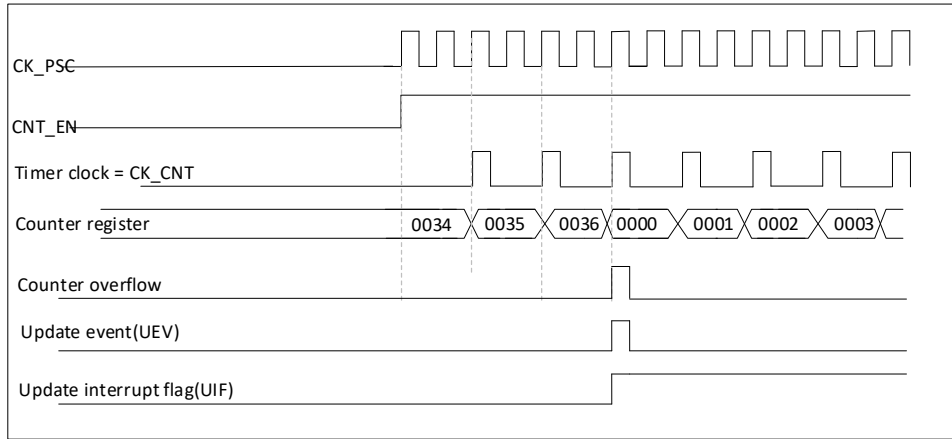 CK_PSC
CNT_EN
Timer clock = CK_CNT
Counter register 0034 0035 0036 0000 0001 0002 0003
Counter overflow
Update event(UEV)
Update interrupt flag(UIF)